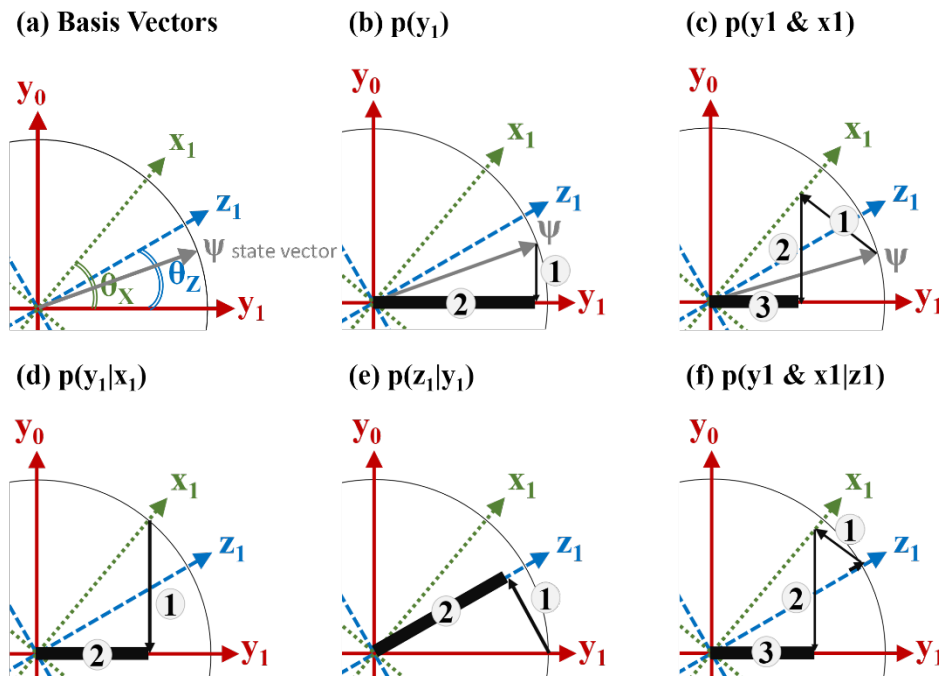 (a) Basis Vectors
y₀
x₁
z₁
ψ state vector
θx
θz
y₁
(b) p(y₁)
y₀
x₁
z₁
ψ
1
2
y₁
(c) p(y1 & x1)
y₀
x₁
z₁
1
2
ψ
3
y₁
(d) p(y₁|x₁)
y₀
x₁
z₁
1
2
y₁
(e) p(z₁|y₁)
y₀
x₁
z₁
1
2
y₁
(f) p(y1 & x1|z1)
y₀
x₁
1
z₁
2
3
y₁